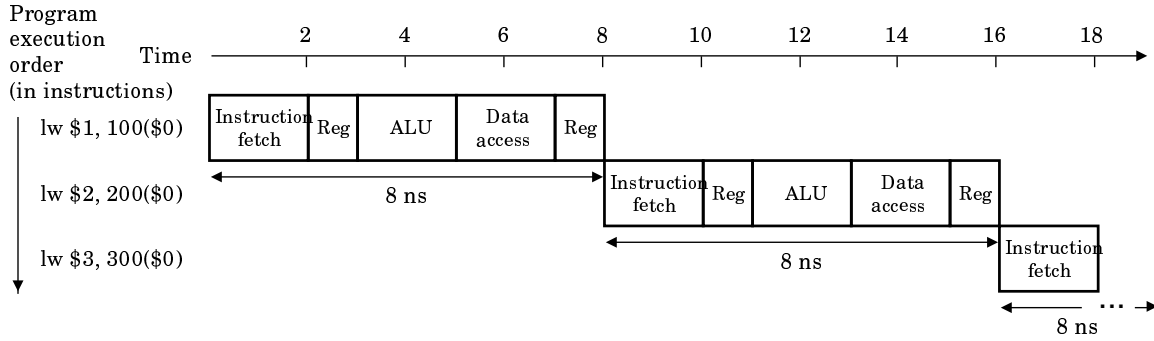 Program
execution
order
(in instructions)
Time
2 4 6 8 10 12 14 16 18
lw $1, 100($0)
Instruction
fetch
Reg
ALU
Data
access
Reg
8 ns
lw $2, 200($0)
Instruction
fetch
Reg
ALU
Data
access
Reg
8 ns
lw $3, 300($0)
Instruction
fetch
...
8 ns